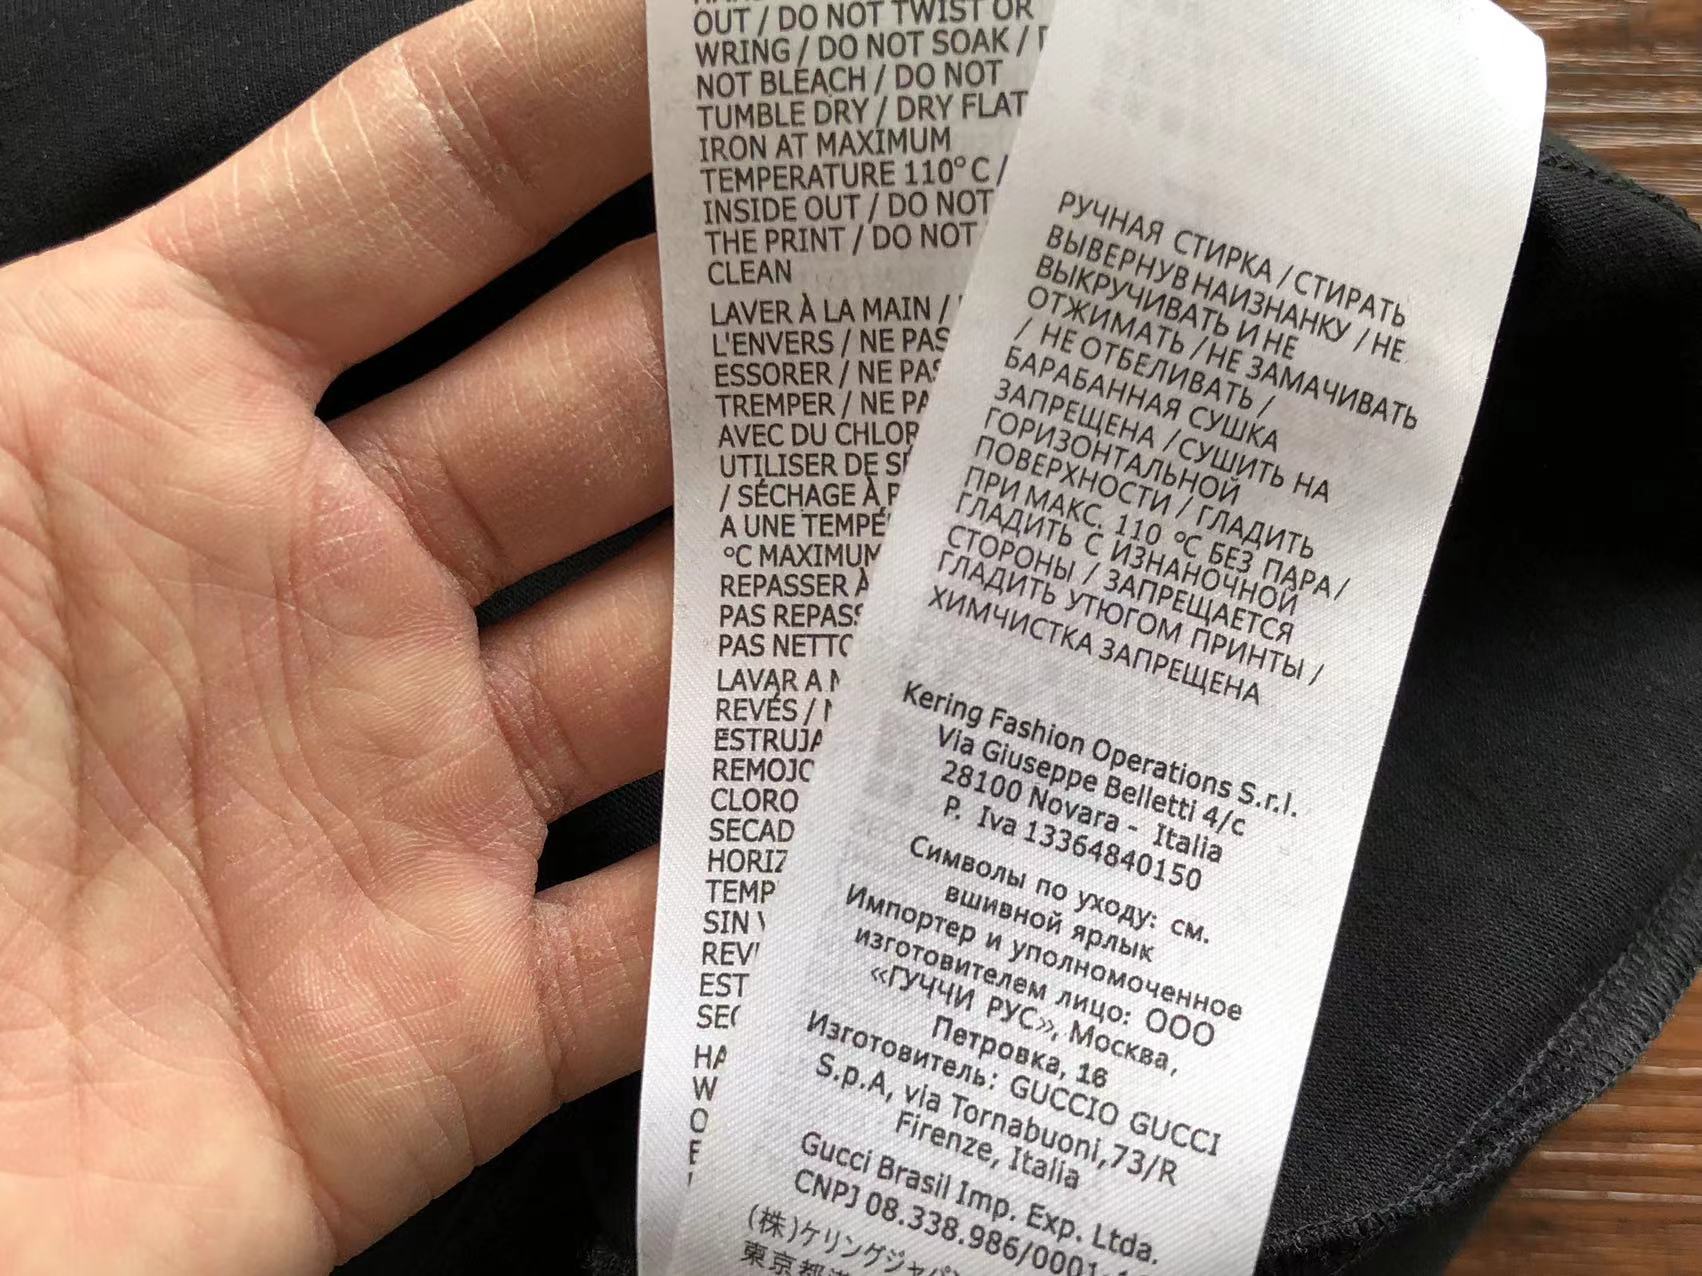 OUT / DO NOT TWIST OR
WRING / DO NOT SOAK /
NOT BLEACH / DO NOT
TUMBLE DRY / DRY FLAT
IRON AT MAXIMUM
TEMPERATURE 110°C /
INSIDE OUT / DO NOT
THE PRINT / DO NOT
CLEAN
LAVER À LA MAIN /
L'ENVERS / NE PAS
ESSORER / NE PAS
TREMPER / NE PA
AVEC DU CHLOR
UTILISER DE S
/ SÉCHAGE À P
A UNE TEMPÉ
°C MAXIMUM
REPASSER À
PAS REPASS
PAS NETTO
LAVAR A M
REVÉS / N
ESTRUJA
REMOJO
CLORO
SECAD
HORIZ
TEMP
SIN
REV
EST
SE
HA
W
O
РУЧНАЯ СТИРКА / СТИРАТЬ
ВЫВЕРНУВ НАИЗНАНКУ / НЕ
ВЫКРУЧИВАТЬ И НЕ
ОТЖИМАТЬ / НЕ ЗАМАЧИВАТЬ
/ НЕ ОТБЕЛИВАТЬ /
БАРАБАННАЯ СУШКА
ЗАПРЕЩЕНА / СУШИТЬ НА
ГОРИЗОНТАЛЬНОЙ
ПОВЕРХНОСТИ / ГЛАДИТЬ
ПРИ МАКС. 110 °C БЕЗ ПАРА /
ГЛАДИТЬ С ИЗНАНОЧНОЙ
СТОРОНЫ / ЗАПРЕЩАЕТСЯ
ГЛАДИТЬ УТЮГОМ ПРИНТЫ /
ХИМЧИСТКА ЗАПРЕЩЕНА
Kering Fashion Operations S.r.l.
Via Giuseppe Belletti 4/c
28100 Novara - Italia
P. Iva 13364840150
Символы по уходу: см.
вшивной ярлык
Импортер и уполномоченное
изготовителем лицо: ООО
«ГУЧЧИ РУС», Москва,
Петровка, 16
Изготовитель: GUCCIO GUCCI
S.p.A, via Tornabuoni,73/R
Firenze, Italia
Gucci Brasil Imp. Exp. Ltda.
CNPJ 08.338.986/0001-
(株)ケリングジャパン
東京都港